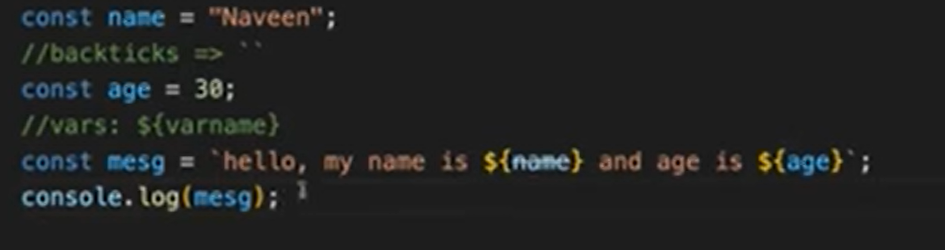 const name = "Naveen";
//backticks => ``
const age = 30;
//vars: ${varname}
const mesg = `hello, my name is ${name} and age is ${age}`;
console.log(mesg);